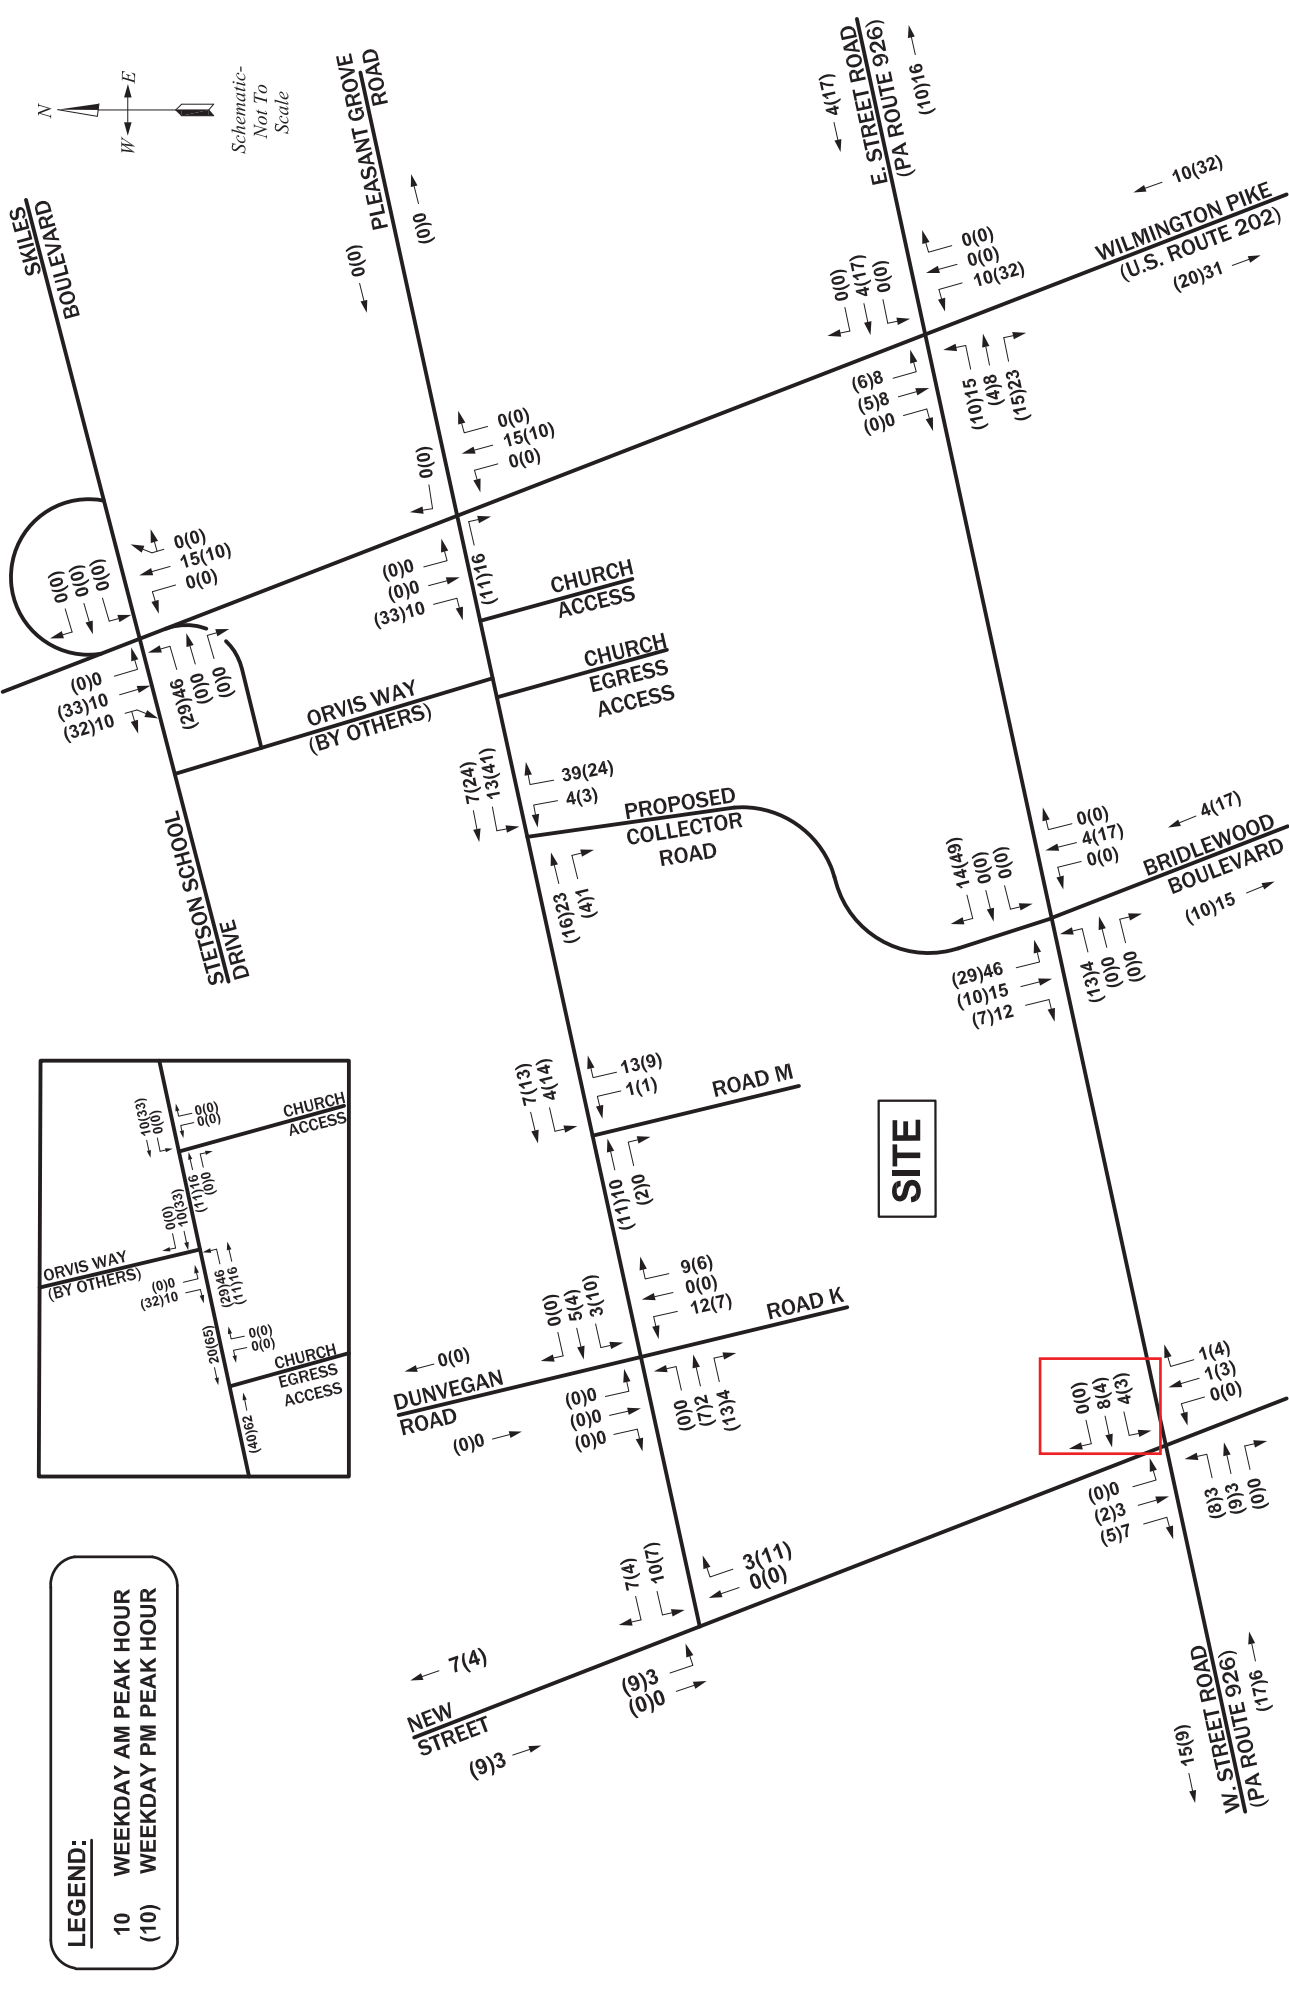 N
W
E
Schematic-
Not To
Scale
SKILES
BOULEVARD
PLEASANT GROVE
ROAD
0(0)
(0)0
E. STREET ROAD
(PA ROUTE 926)
4(17)
(10)16
10(32)
WILMINGTON PIKE
(U.S. ROUTE 202)
(20)31
0(0)
4(17)
0(0)
0(0)
0(0)
10(32)
(6)8
(5)8
(0)0
(10)15
(4)8
(15)23
0(0)
0(0)
15(10)
0(0)
(0)0
(0)0
(33)10
(11)16
0(0)
0(0)
0(0)
0(0)
15(10)
0(0)
(0)0
(33)10
(32)10
(29)46
(0)0
(0)0
CHURCH
ACCESS
CHURCH
EGRESS
ACCESS
ORVIS WAY
(BY OTHERS)
STETSON SCHOOL
DRIVE
7(24)
13(41)
39(24)
4(3)
(16)23
(4)1
PROPOSED
COLLECTOR
ROAD
14(49)
0(0)
0(0)
0(0)
4(17)
0(0)
(29)46
(10)15
(7)12
(13)4
(0)0
(0)0
4(17)
BRIDLEWOOD
BOULEVARD
(10)15
7(13)
4(14)
13(9)
1(1)
(11)10
(2)0
ROAD M
SITE
0(0)
5(4)
3(10)
9(6)
0(0)
12(7)
(0)0
(0)0
(0)0
(0)0
(7)2
(13)4
ROAD K
0(0)
DUNVEGAN
ROAD
(0)0
7(4)
10(7)
3(11)
0(0)
(9)3
(0)0
7(4)
NEW
STREET
(9)3
0(0)
8(4)
4(3)
1(4)
1(3)
0(0)
(0)0
(2)3
(5)7
(8)3
(9)3
(0)0
15(9)
W. STREET ROAD
(PA ROUTE 926)
(17)6
10(33)
0(0)
0(0)
0(0)
CHURCH
ACCESS
(11)16
(0)0
0(0)
10(33)
ORVIS WAY
(BY OTHERS)
(0)0
(32)10
(29)46
(11)16
20(65)
0(0)
0(0)
CHURCH
EGRESS
ACCESS
(40)62
LEGEND:
10 WEEKDAY AM PEAK HOUR
(10) WEEKDAY PM PEAK HOUR